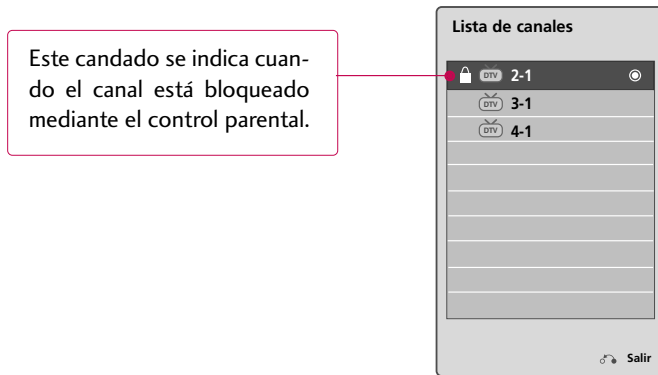 Lista de canales
Este candado se indica cuan-
do el canal está bloqueado
mediante el control parental.
DTV 2-1
DTV 3-1
DTV 4-1
Salir